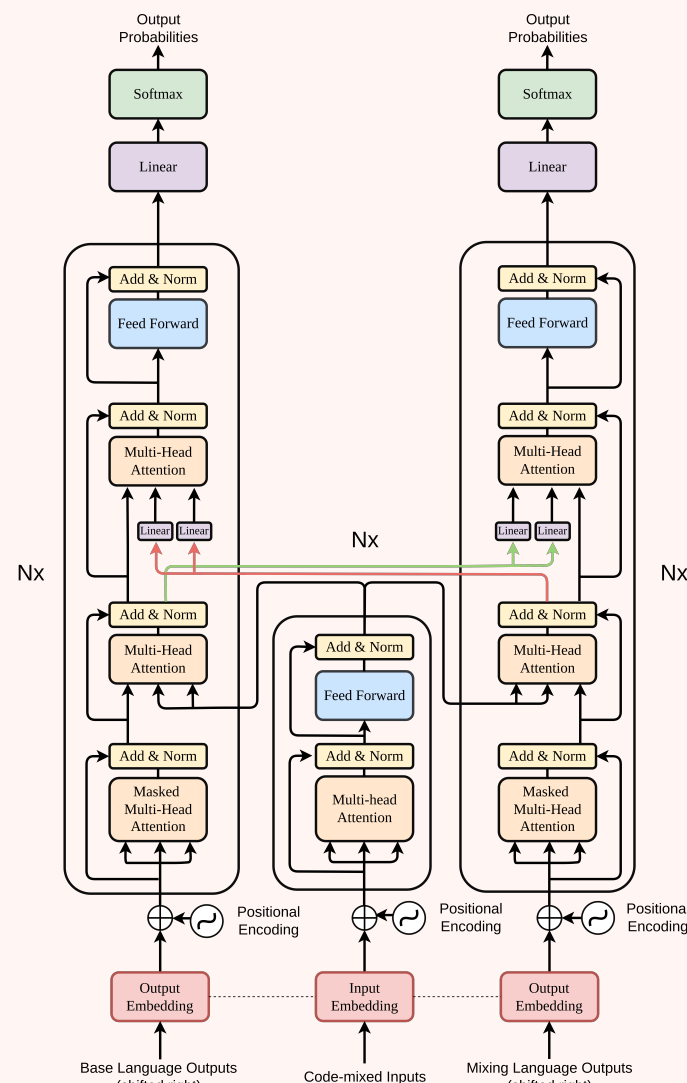 Output
Probabilities
Softmax
Linear
Add & Norm
Feed Forward
Add & Norm
Multi-Head
Attention
Linear
Linear
Nx
Add & Norm
Multi-Head
Attention
Add & Norm
Masked
Multi-Head
Attention
Positional
Encoding
Output
Embedding
Base Language Outputs
(shifted right)
Nx
Add & Norm
Feed Forward
Add & Norm
Multi-head
Attention
Positional
Encoding
Input
Embedding
Code-mixed Inputs
Output
Probabilities
Softmax
Linear
Add & Norm
Feed Forward
Add & Norm
Multi-Head
Attention
Linear
Linear
Nx
Add & Norm
Multi-Head
Attention
Add & Norm
Masked
Multi-Head
Attention
Positiona
Encoding
Output
Embedding
Mixing Language Outputs
(shifted right)